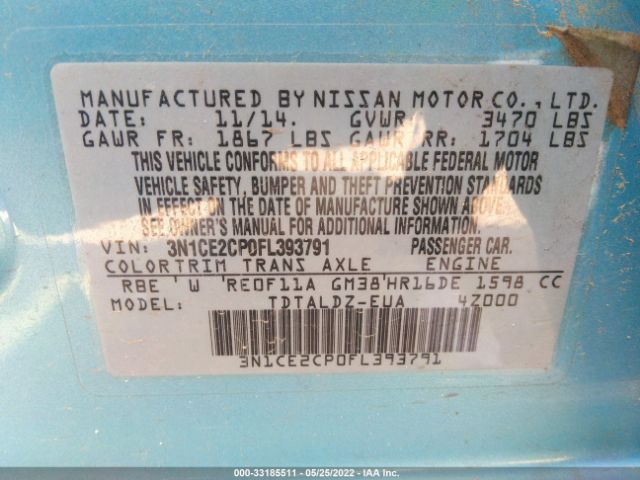 MANUFACTURED BY NISSAN MOTOR CO., LTD.
DATE: 11/14. GVWR 3470 LBS
GAWR FR: 1867 LBS GAWR RR: 1704 LBS
THIS VEHICLE CONFORMS TO ALL APPLICABLE FEDERAL MOTOR
VEHICLE SAFETY, BUMPER AND THEFT PREVENTION STANDARDS
IN EFFECT ON THE DATE OF MANUFACTURE SHOWN ABOVE.
SEE OWNER'S MANUAL FOR ADDITIONAL INFORMATION.
VIN: 3N1CE2CP0FL393791 PASSENGER CAR.
COLOR TRIM TRANS AXLE ENGINE
RBE ' W ' RE0F11A GM38 ' HR16DE 1598 CC
MODEL: TDTALDZ-EUA 4Z000
3N1CE2CP0FL393791
000-33185511 - 05/25/2022 - IAA Inc.